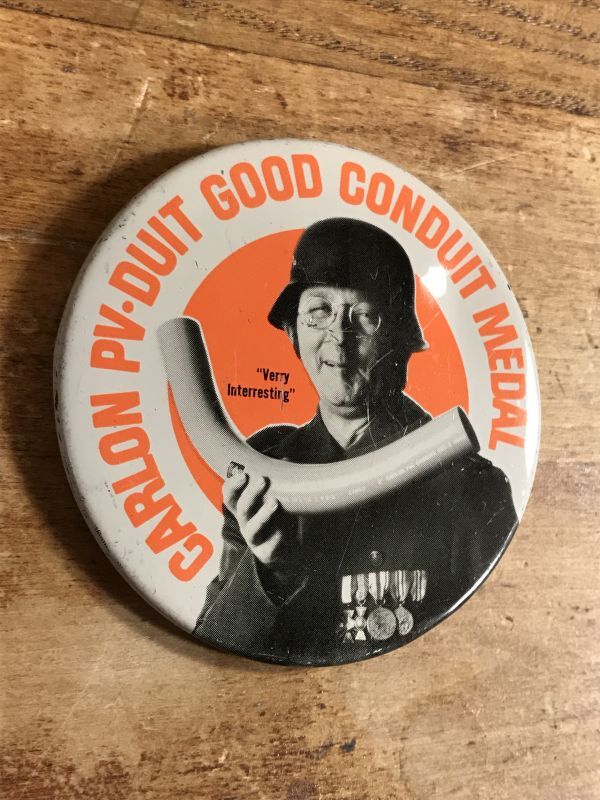 CARLON PV·DUIT GOOD CONDUIT MEDAL
"Verry
Interresting"